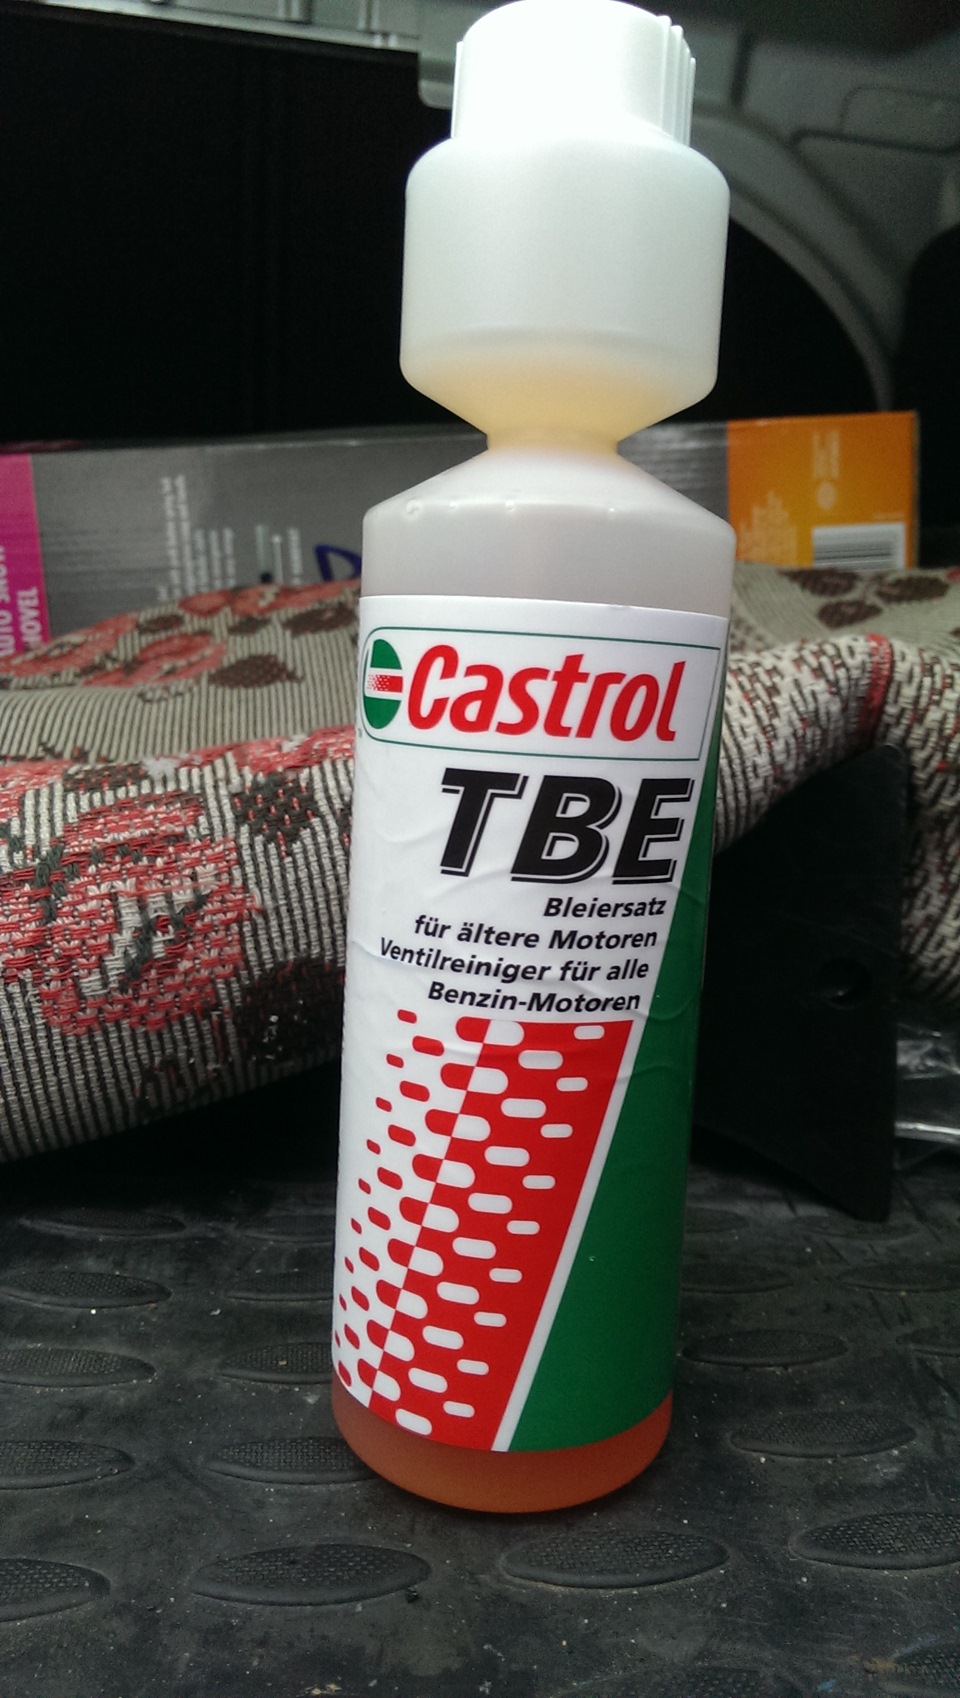 Castrol
TBE
Bleiersatz
für ältere Motoren
Ventilreiniger für alle
Benzin-Motoren